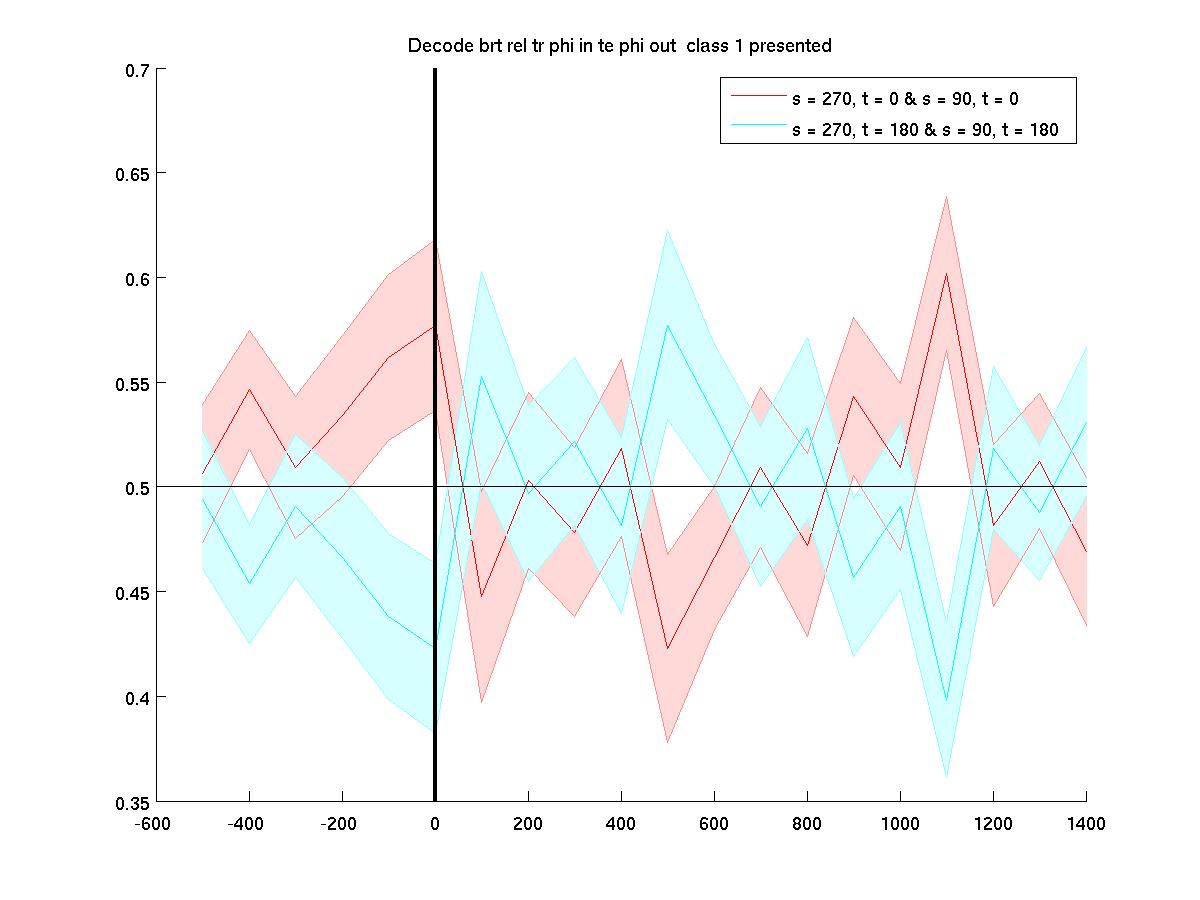 Decode brt rel tr phi in te phi out  class 1 presented
s = 270, t = 0 & s = 90, t = 0
s = 270, t = 180 & s = 90, t = 180
0.7
0.65
0.6
0.55
0.5
0.45
0.4
0.35
-600 -400 -200 0 200 400 600 800 1000 1200 1400